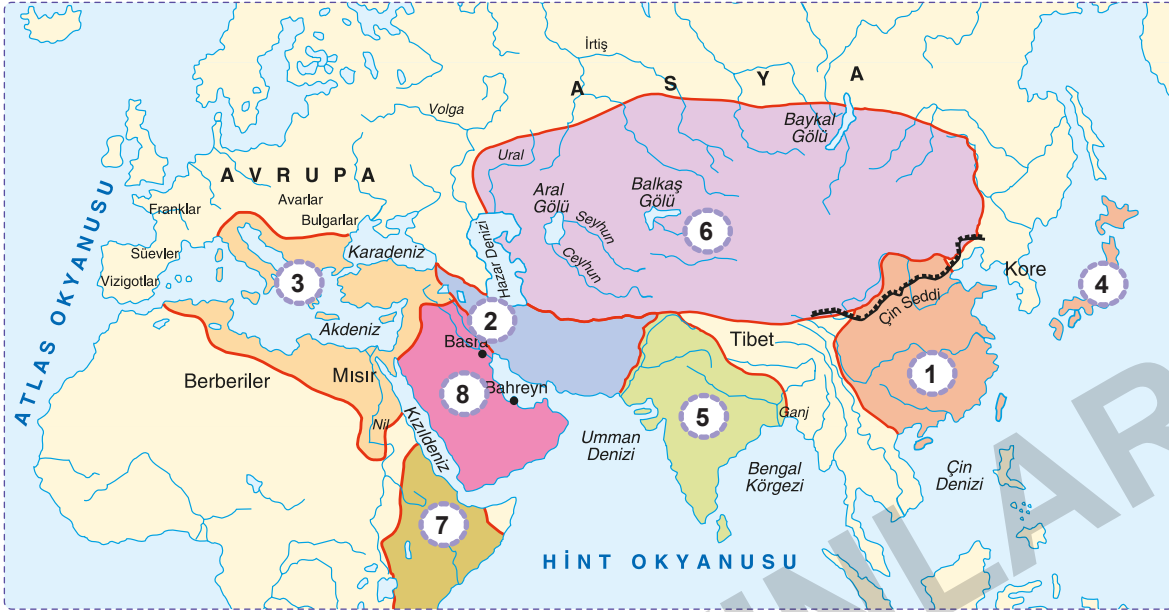 İrtiş
A S Y A
Volga
Baykal
Gölü
Ural
AVRUPA
Avarlar
Franklar
Bulgarlar
Aral
Gölü
Balkaş
Gölü
Seyhun
6
Ceyhun
Hazar Denizi
Karadeniz
Süevler
Vizigotlar
3
ATLAS OKYANUSU
Kore
4
Çin Seddi
Akdeniz
2
Basra
Tibet
Berberiler
Mısır
8
Bahreyn
1
5
Ganj
Nil
Kızıldeniz
Umman
Denizi
Bengal
Körgezi
Çin
Denizi
7
HİNT OKYANUSU
NLAR